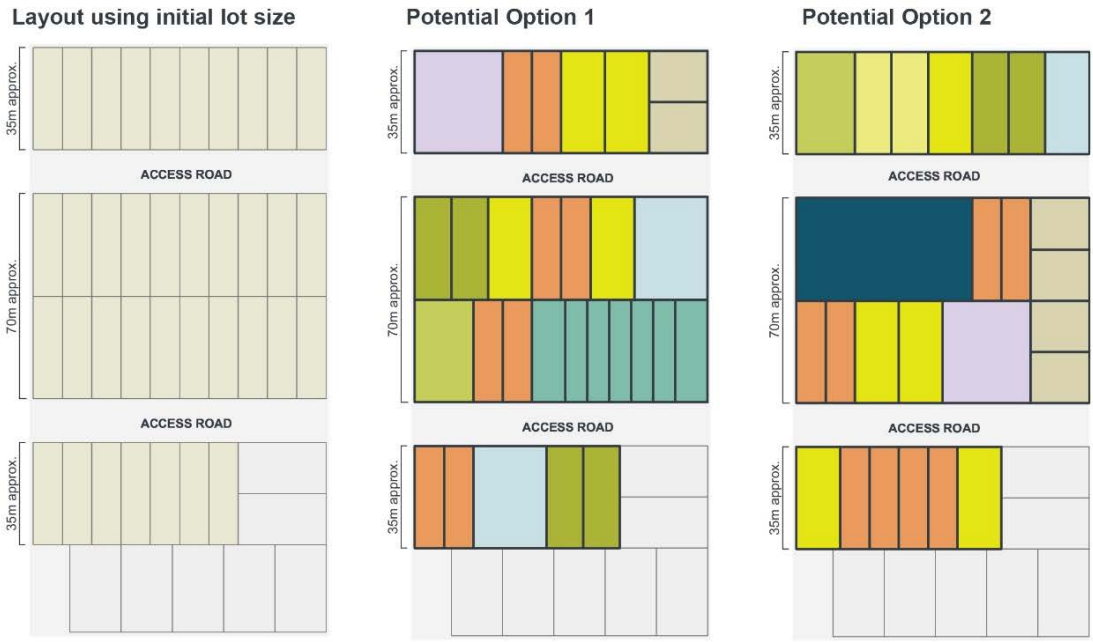 Layout using initial lot size
35m approx.
ACCESS ROAD
70m approx.
ACCESS ROAD
35m approx.
Potential Option 1
35m approx.
ACCESS ROAD
70m approx.
ACCESS ROAD
35m approx.
Potential Option 2
35m approx.
ACCESS ROAD
70m approx.
ACCESS ROAD
35m approx.